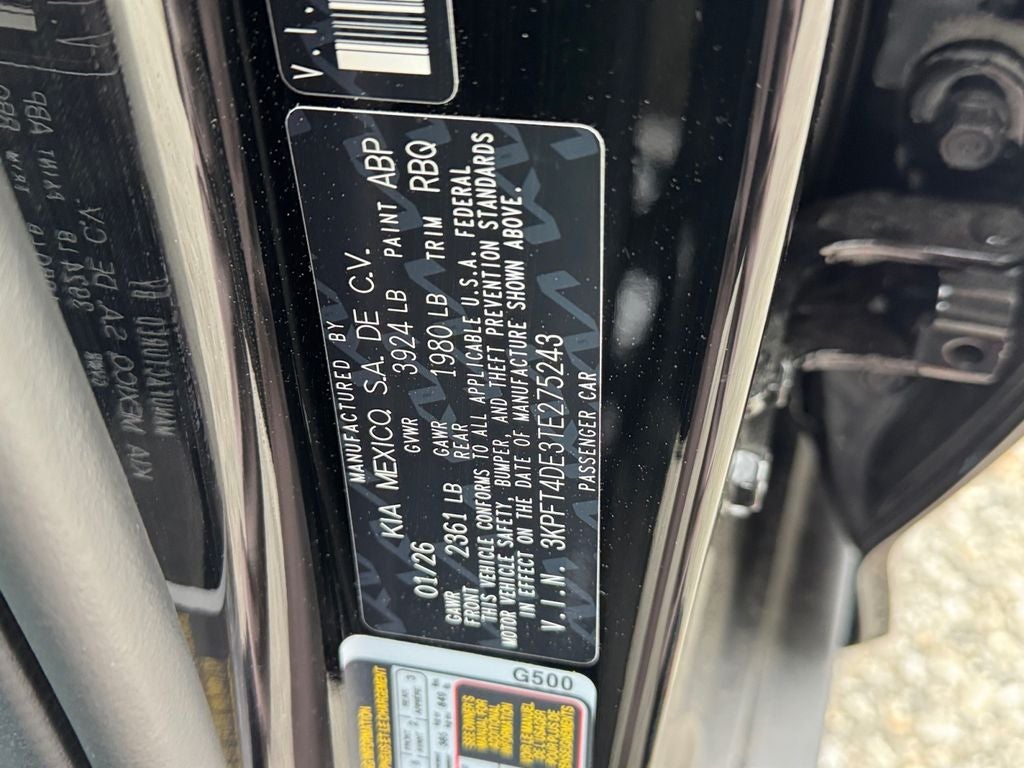 V.I.
MANUFACTURED BY
KIA MEXICO, S.A. DE C.V.
01/26 GVWR 3924 LB PAINT ABP
GAWR FRONT 2361 LB GAWR REAR 1980 LB TRIM RBQ
THIS VEHICLE CONFORMS TO ALL APPLICABLE U.S.A. FEDERAL
MOTOR VEHICLE SAFETY, BUMPER, AND THEFT PREVENTION STANDARDS
IN EFFECT ON THE DATE OF MANUFACTURE SHOWN ABOVE.
V.I.N. 3KPFT4DE3TE275243
PASSENGER CAR
G500